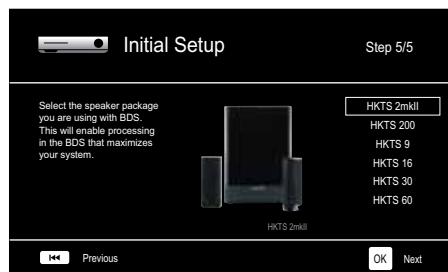 Initial Setup
Step 5/5
Select the speaker package
you are using with BDS.
This will enable processing
in the BDS that maximizes
your system.
HKTS 2mkII
HKTS 200
HKTS 9
HKTS 16
HKTS 30
HKTS 60
HKTS 2mkII
Previous
OK
Next